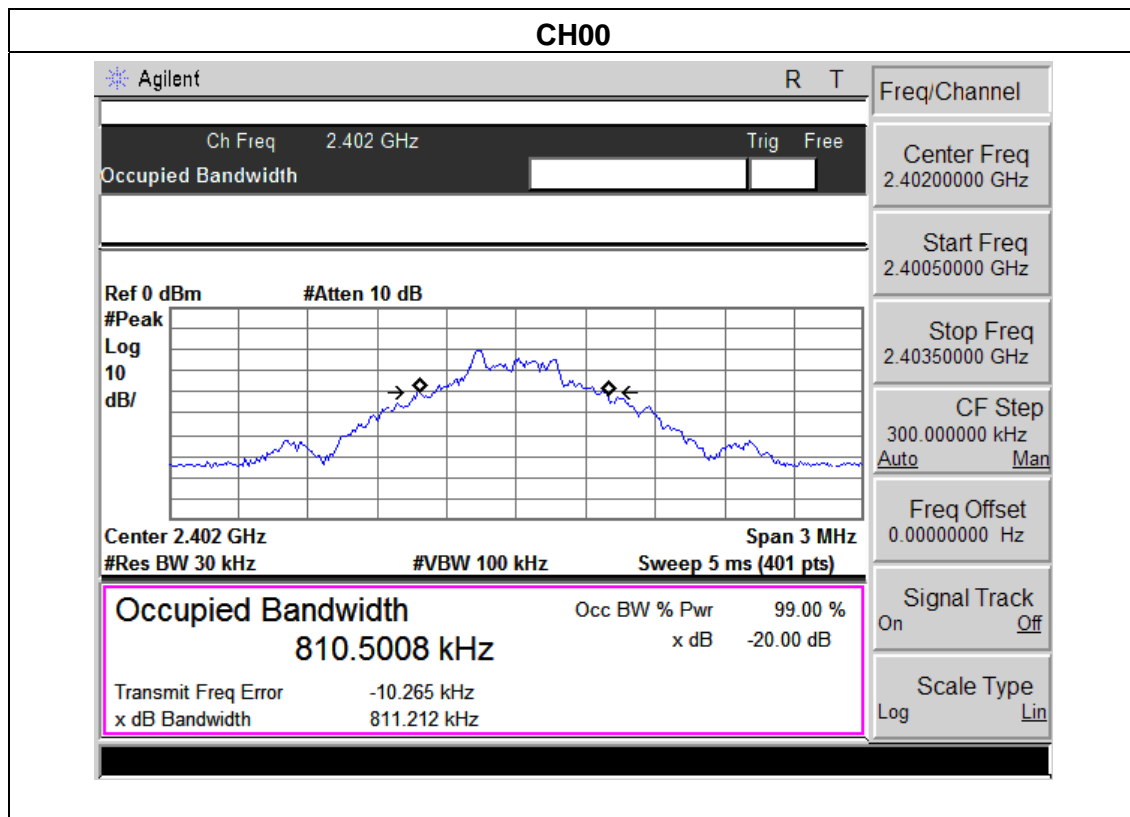 CH00
Agilent R T
Ch Freq 2.402 GHz Trig Free
Occupied Bandwidth
Ref 0 dBm #Atten 10 dB
#Peak
Log
10
dB/
Center 2.402 GHz Span 3 MHz
#Res BW 30 kHz #VBW 100 kHz Sweep 5 ms (401 pts)
Occupied Bandwidth Occ BW % Pwr 99.00 %
810.5008 kHz x dB -20.00 dB
Transmit Freq Error -10.265 kHz
x dB Bandwidth 811.212 kHz
Freq/Channel
Center Freq
2.40200000 GHz
Start Freq
2.40050000 GHz
Stop Freq
2.40350000 GHz
CF Step
300.000000 kHz
Auto Man
Freq Offset
0.00000000 Hz
Signal Track
On Off
Scale Type
Log Lin